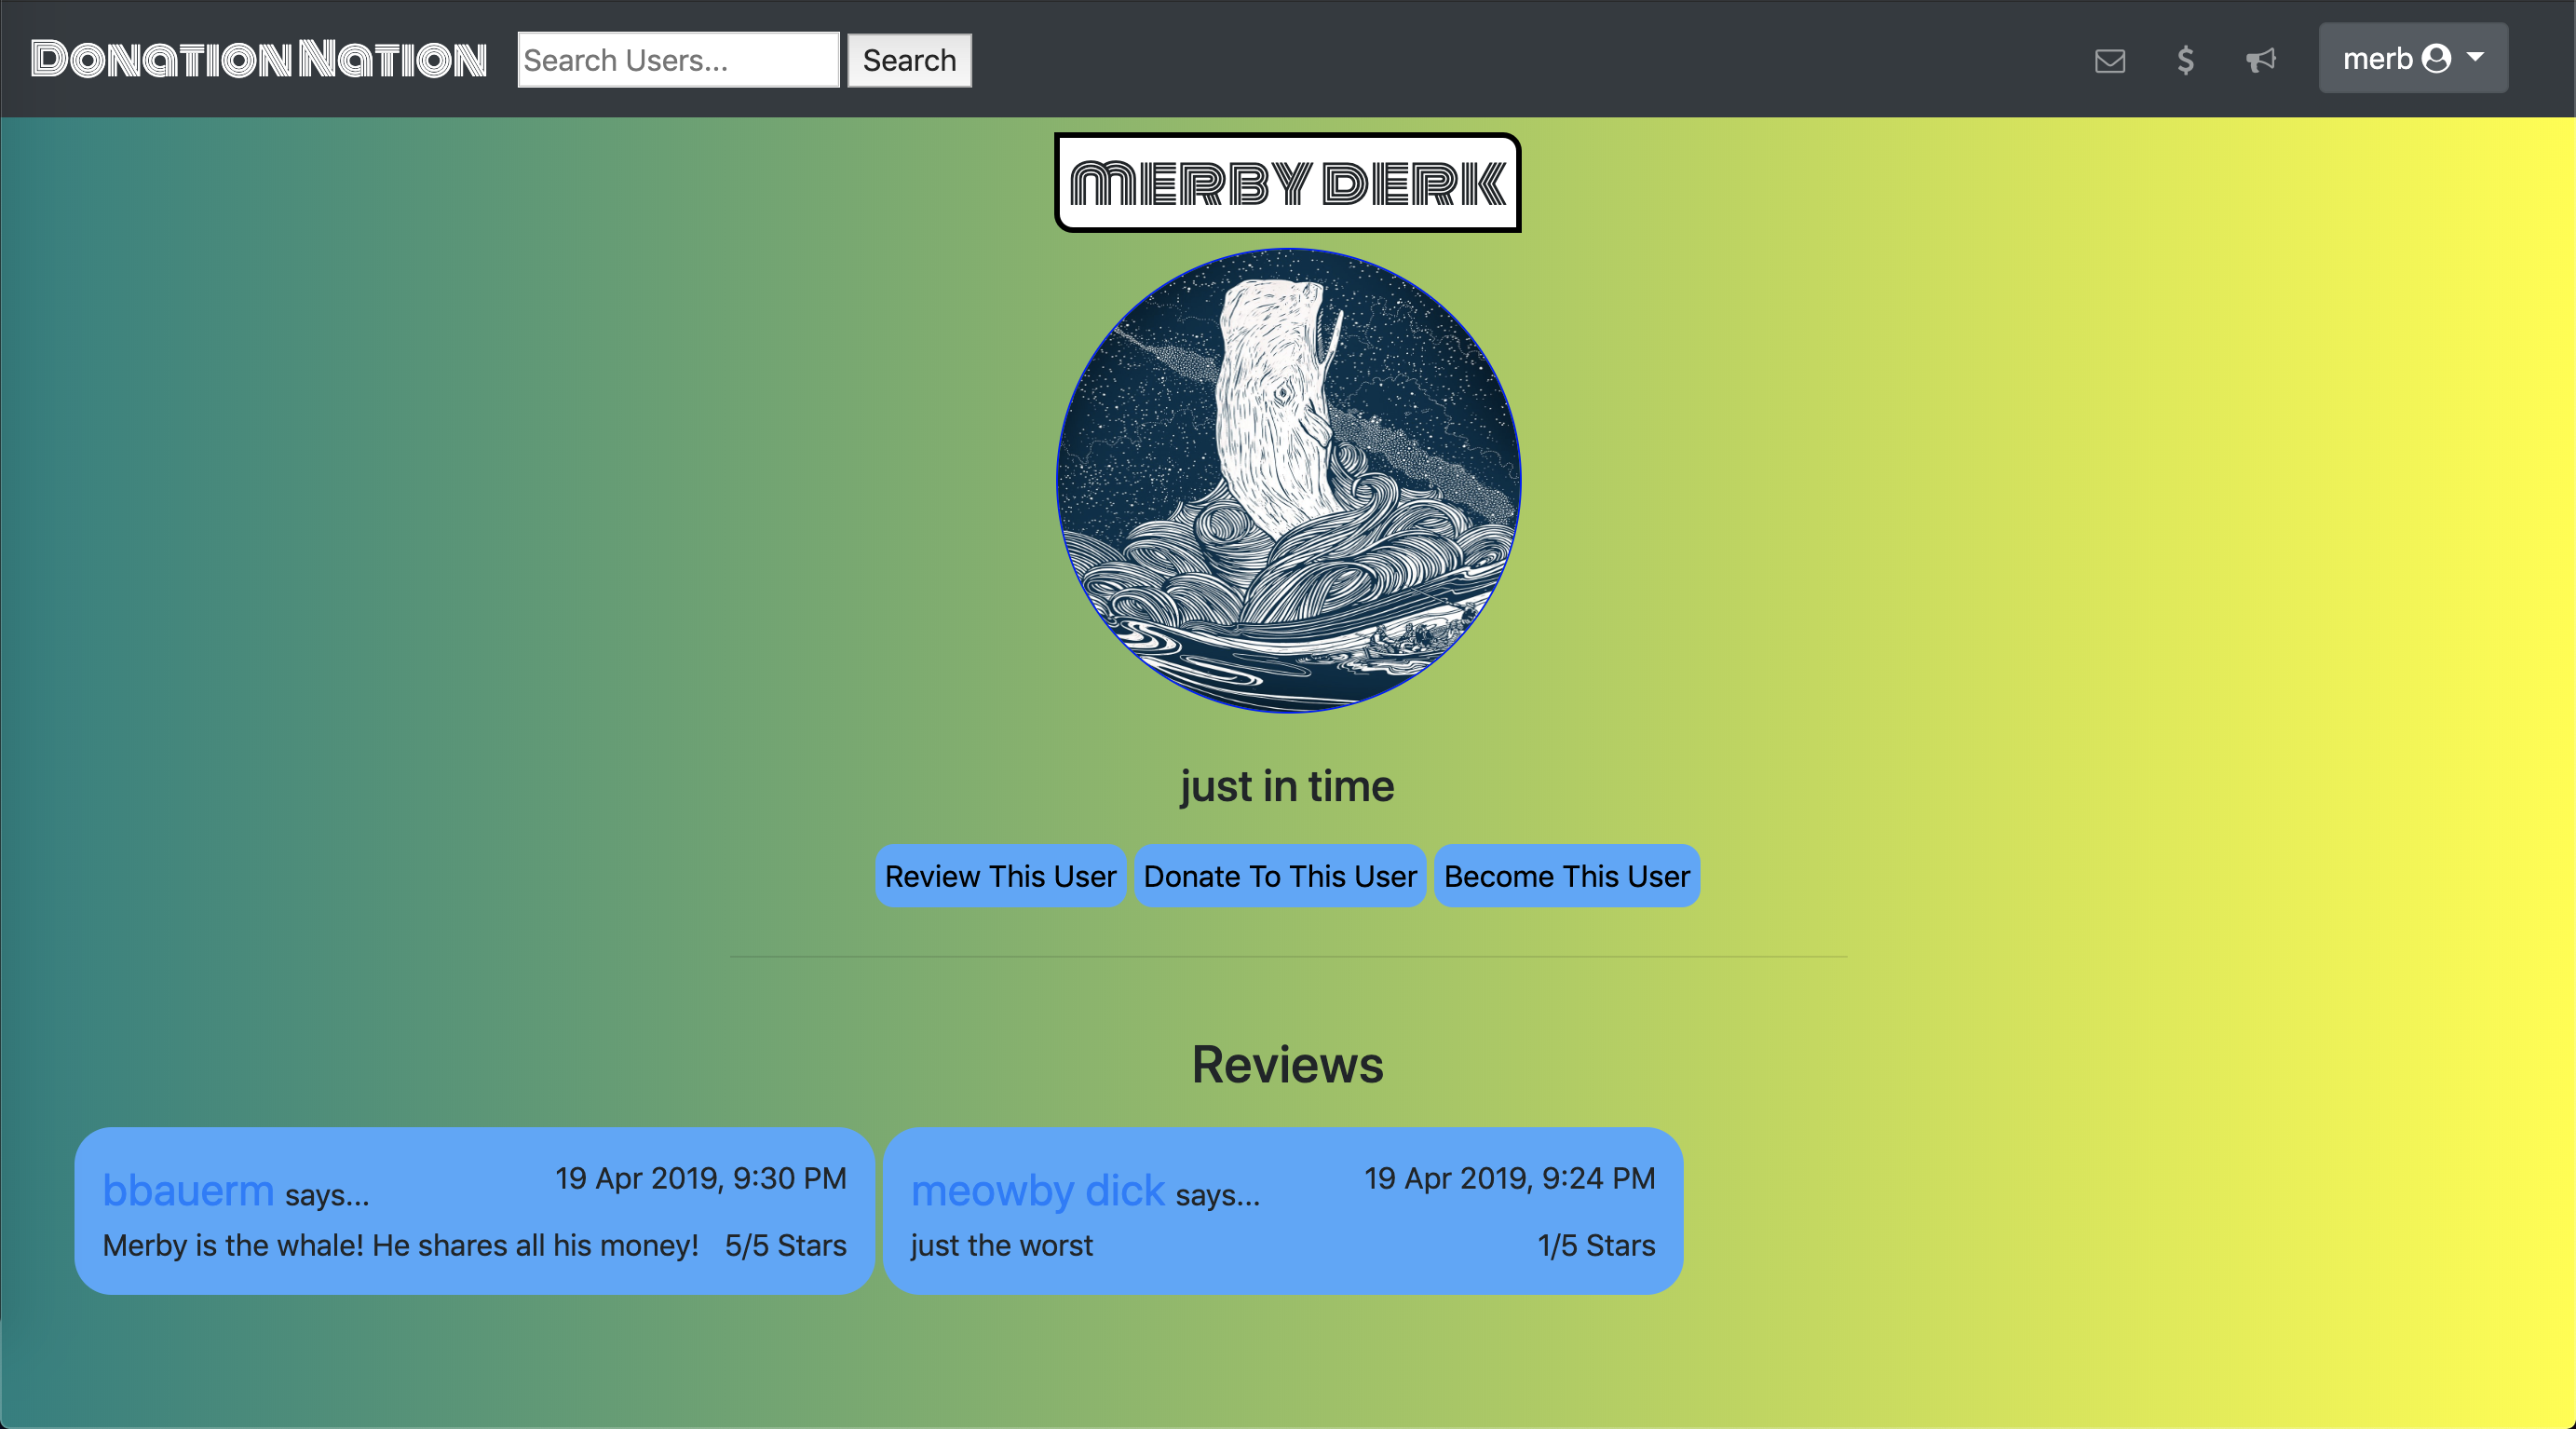 DonationNation
Search Users...
Search
$
merb
Merby derk
just in time
Review This User
Donate To This User
Become This User
Reviews
bbauerm says...
19 Apr 2019, 9:30 PM
Merby is the whale! He shares all his money!
5/5 Stars
meowby dick says...
19 Apr 2019, 9:24 PM
just the worst
1/5 Stars